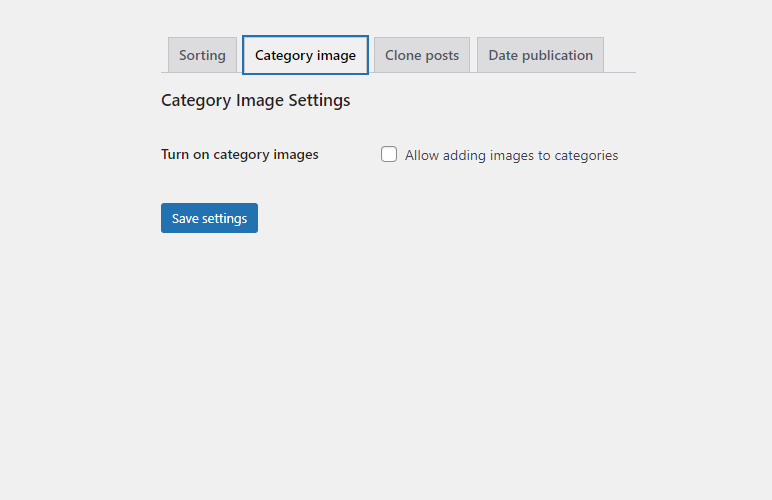 Sorting Category image Clone posts Date publication
Category Image Settings
Turn on category images Allow adding images to categories
Save settings